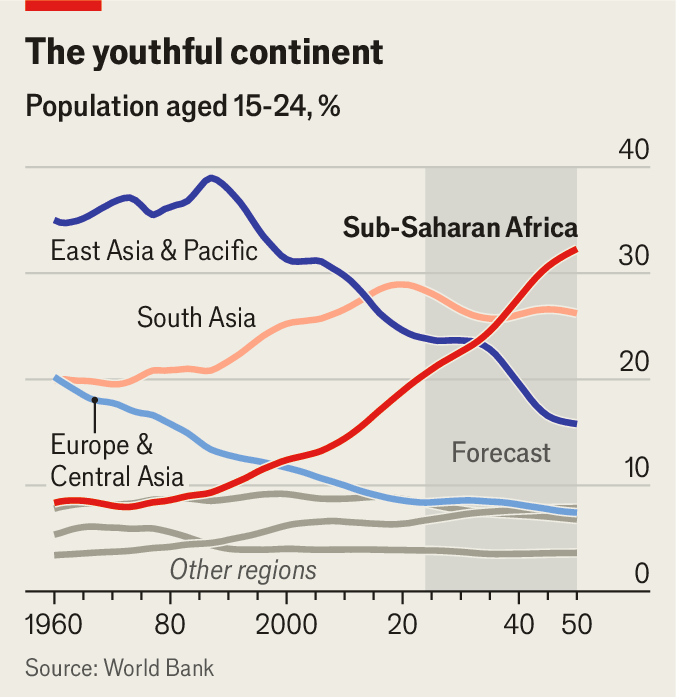 The youthful continent
Population aged 15-24, %
40
Sub-Saharan Africa
East Asia & Pacific
30
South Asia
20
Europe &
Central Asia
Forecast
10
Other regions
0
1960 80 2000 20 40 50
Source: World Bank